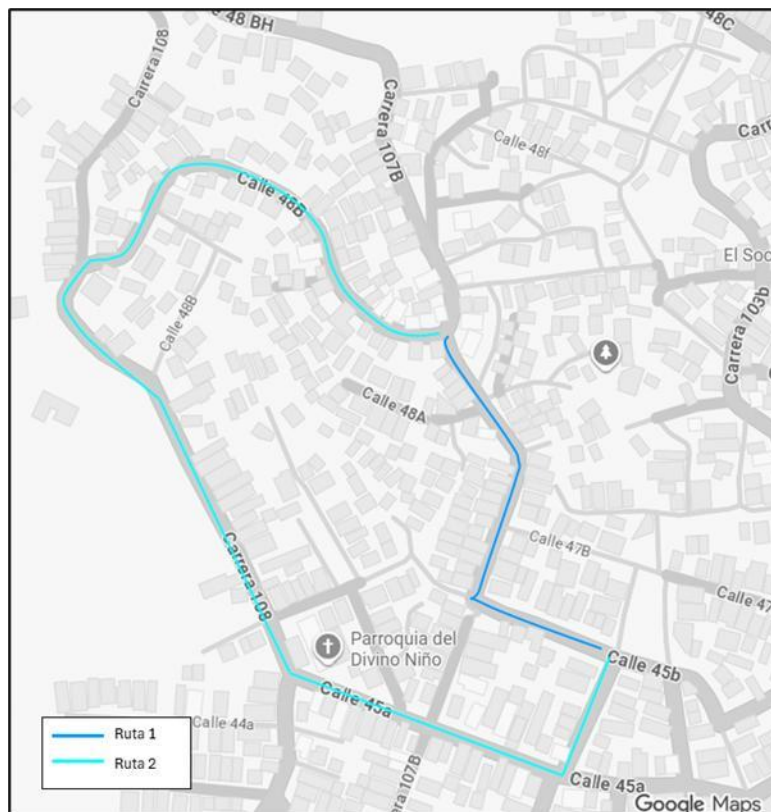 48 BH
48C
Carrera 108
Carrera 107B
Calle 48f
Calle 48B
El Soc
Carrera 103b
Calle 48B
Calle 48A
Carrera 108
Calle 47B
Calle 47
Parroquia del
Divino Niño
Calle 45b
Calle 45a
Calle 44a
Ruta 1
Ruta 2
Calle 45a
107B
Google Maps